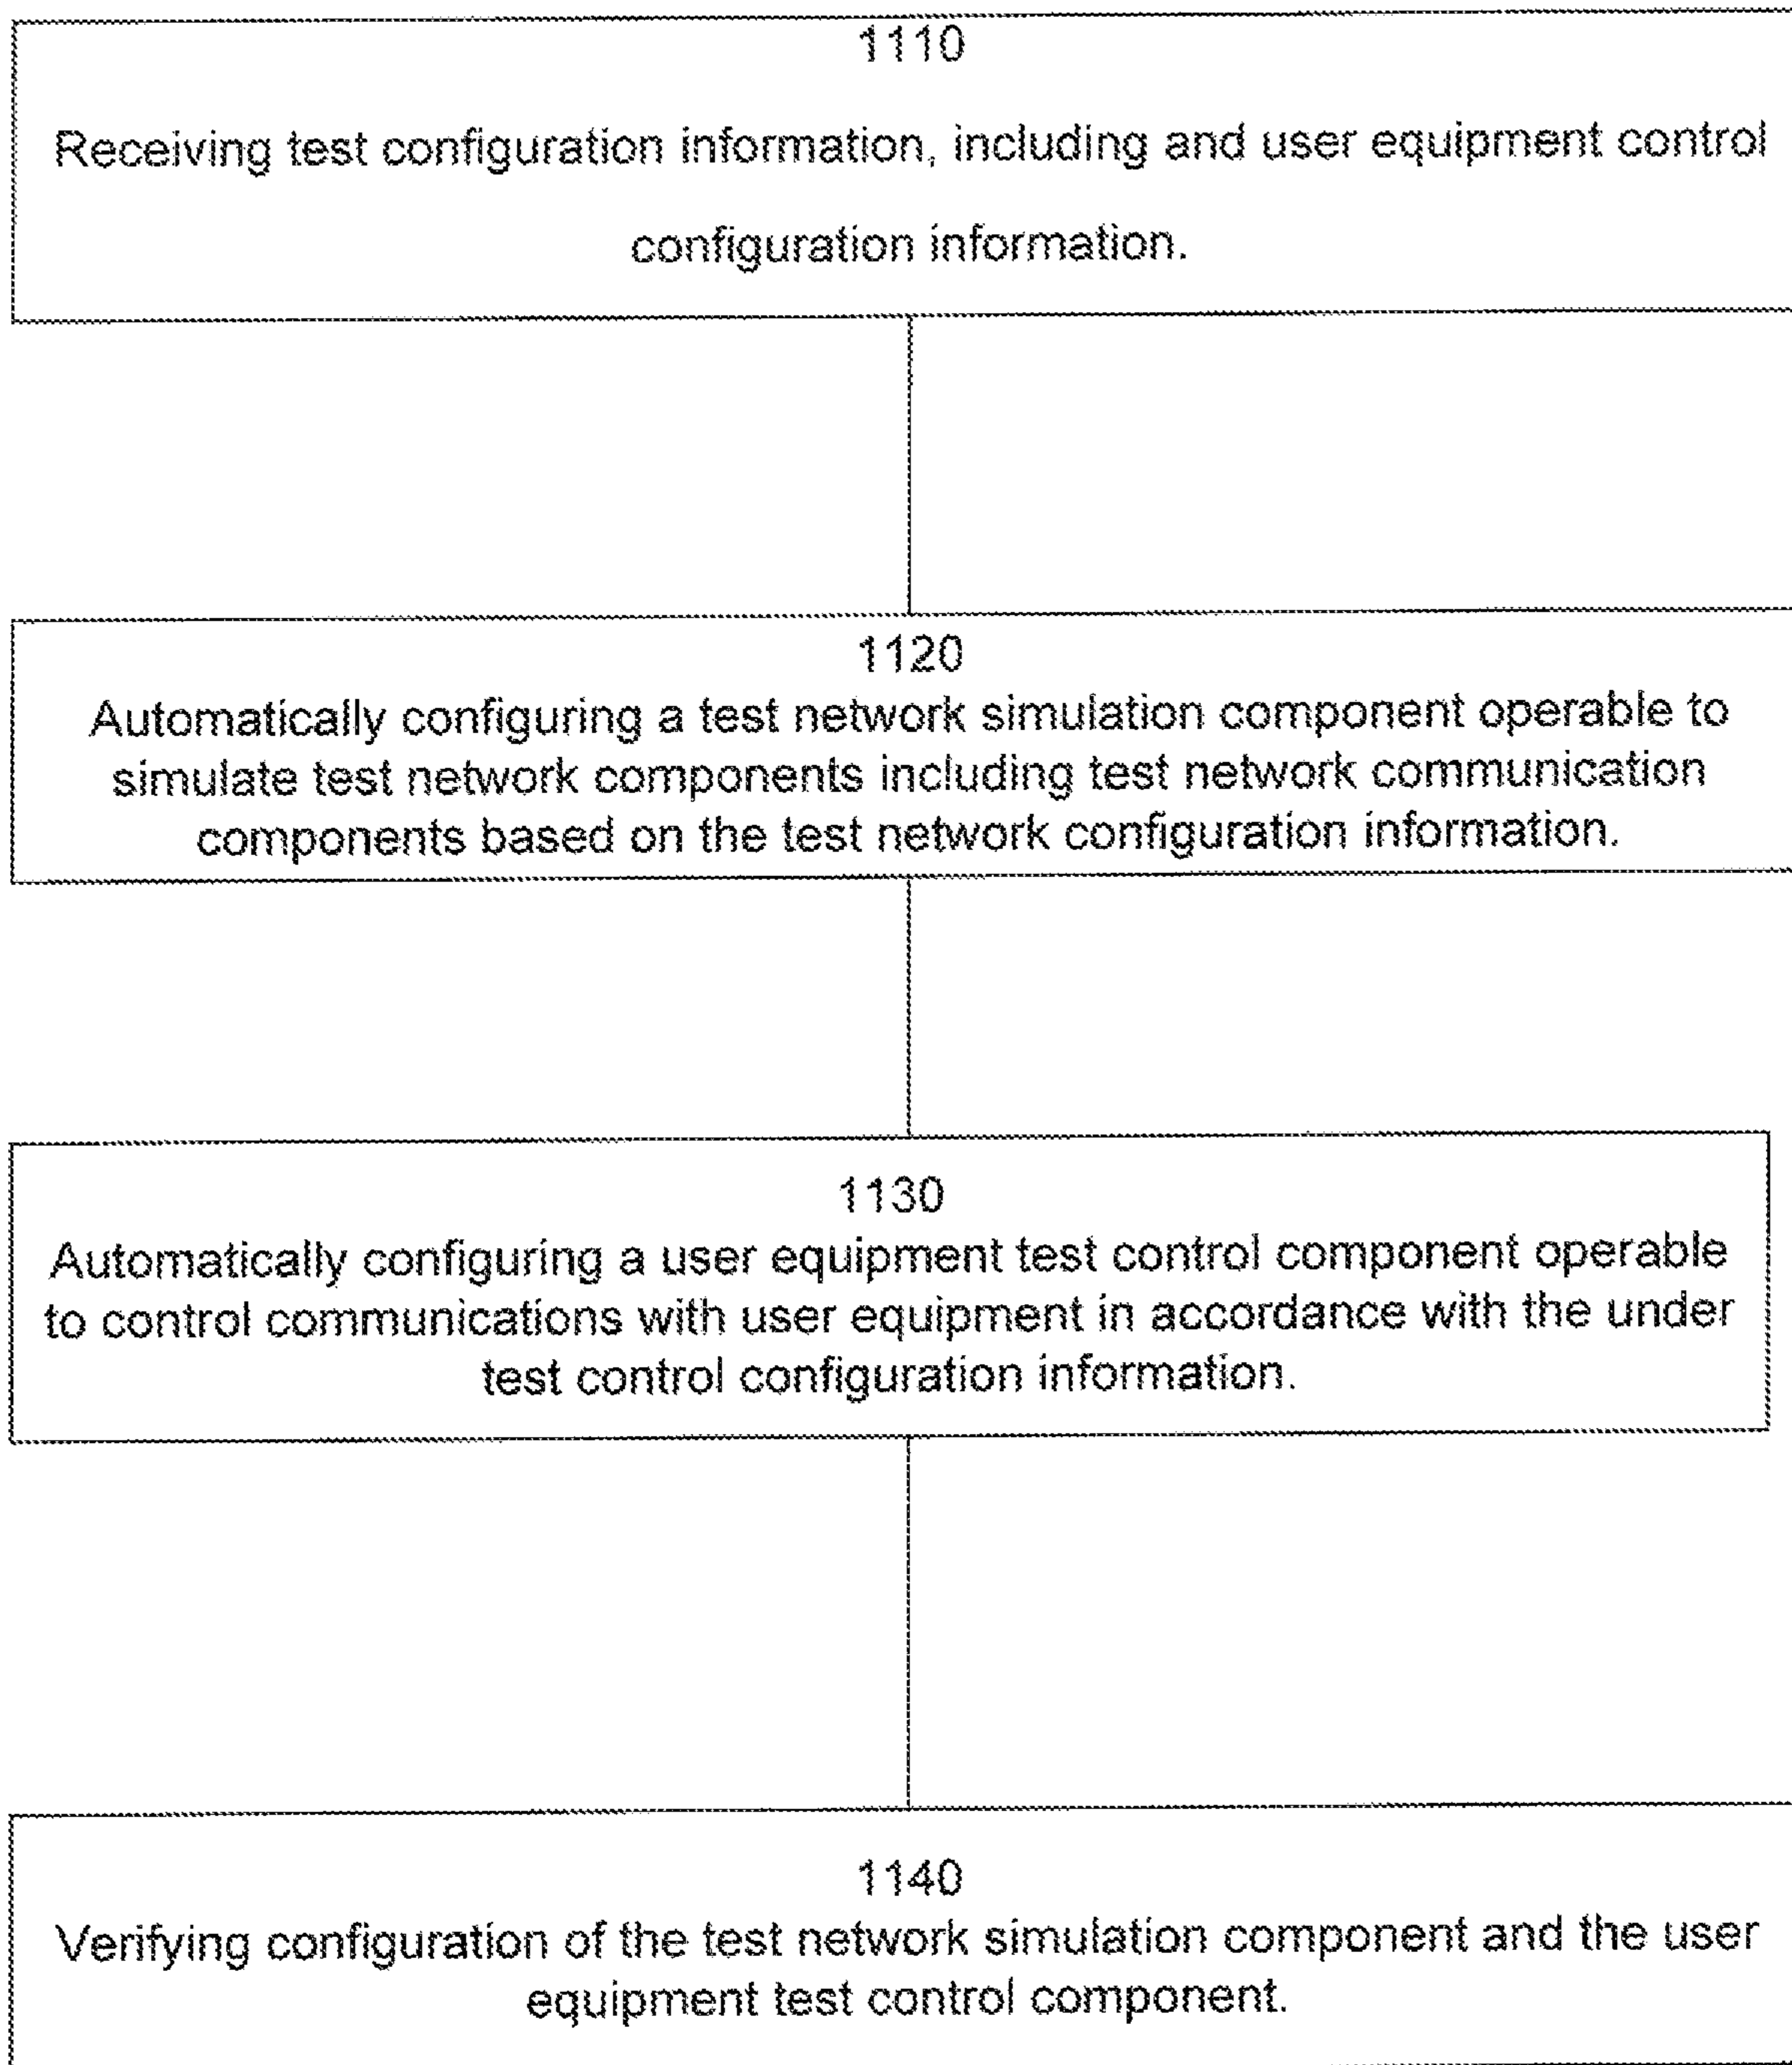 1110
Receiving test configuration information, including and user equipment control
configuration information.
1120
Automatically configuring a test network simulation component operable to
simulate test network components including test network communication
components based on the test network configuration information.
1130
Automatically configuring a user equipment test control component operable
to control communications with user equipment in accordance with the under
test control configuration information.
1140
Verifying configuration of the test network simulation component and the user
equipment test control component.